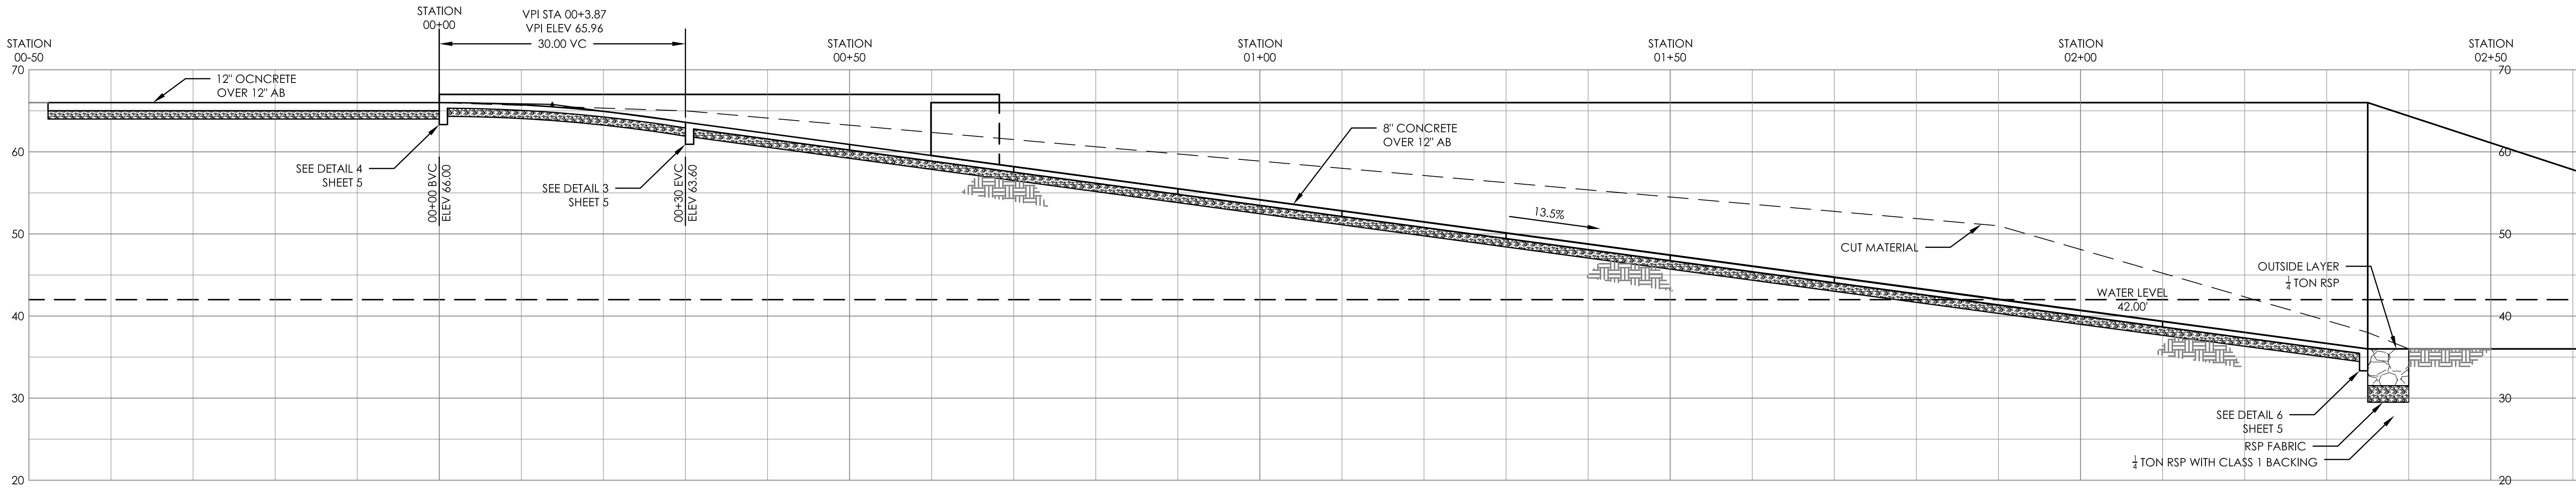 STATION
00+00
VPI STA 00+3.87
VPI ELEV 65.96
30.00 VC
STATION
00-50
STATION
00+50
STATION
01+00
STATION
01+50
STATION
02+00
STATION
02+50
70
70
12" OCNCRETE
OVER 12" AB
8" CONCRETE
OVER 12" AB
60
60
SEE DETAIL 4
SHEET 5
00+00 BVC
ELEV 66.00
SEE DETAIL 3
SHEET 5
00+30 EVC
ELEV 63.60
13.5%
50
50
CUT MATERIAL
OUTSIDE LAYER
1/4 TON RSP
WATER LEVEL
42.00'
40
40
30
30
SEE DETAIL 6
SHEET 5
RSP FABRIC
1/4 TON RSP WITH CLASS 1 BACKING
20
20